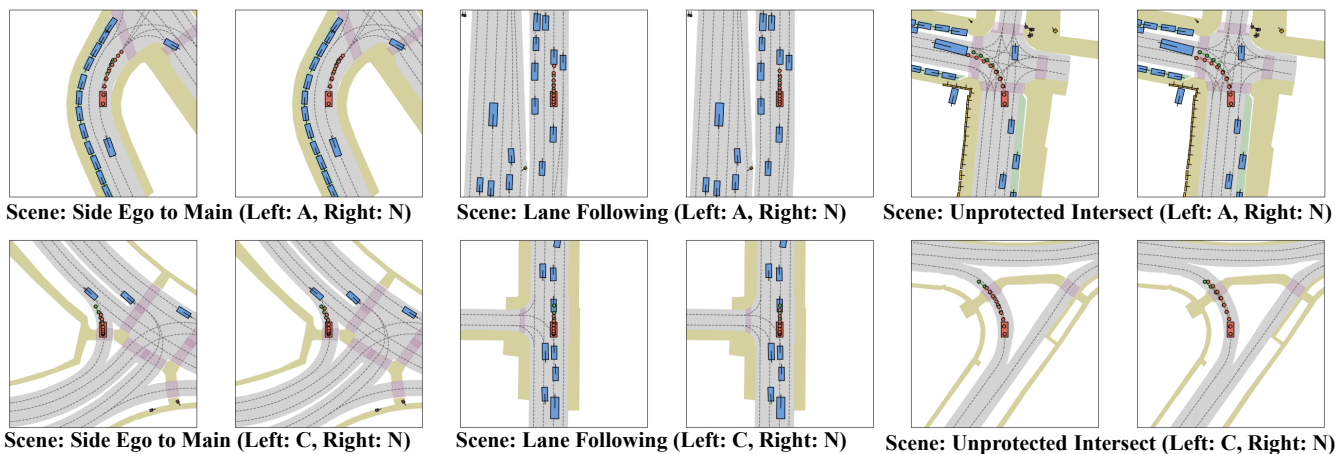 Scene: Side Ego to Main (Left: A, Right: N)
Scene: Lane Following (Left: A, Right: N)
Scene: Unprotected Intersect (Left: A, Right: N)
Scene: Side Ego to Main (Left: C, Right: N)
Scene: Lane Following (Left: C, Right: N)
Scene: Unprotected Intersect (Left: C, Right: N)